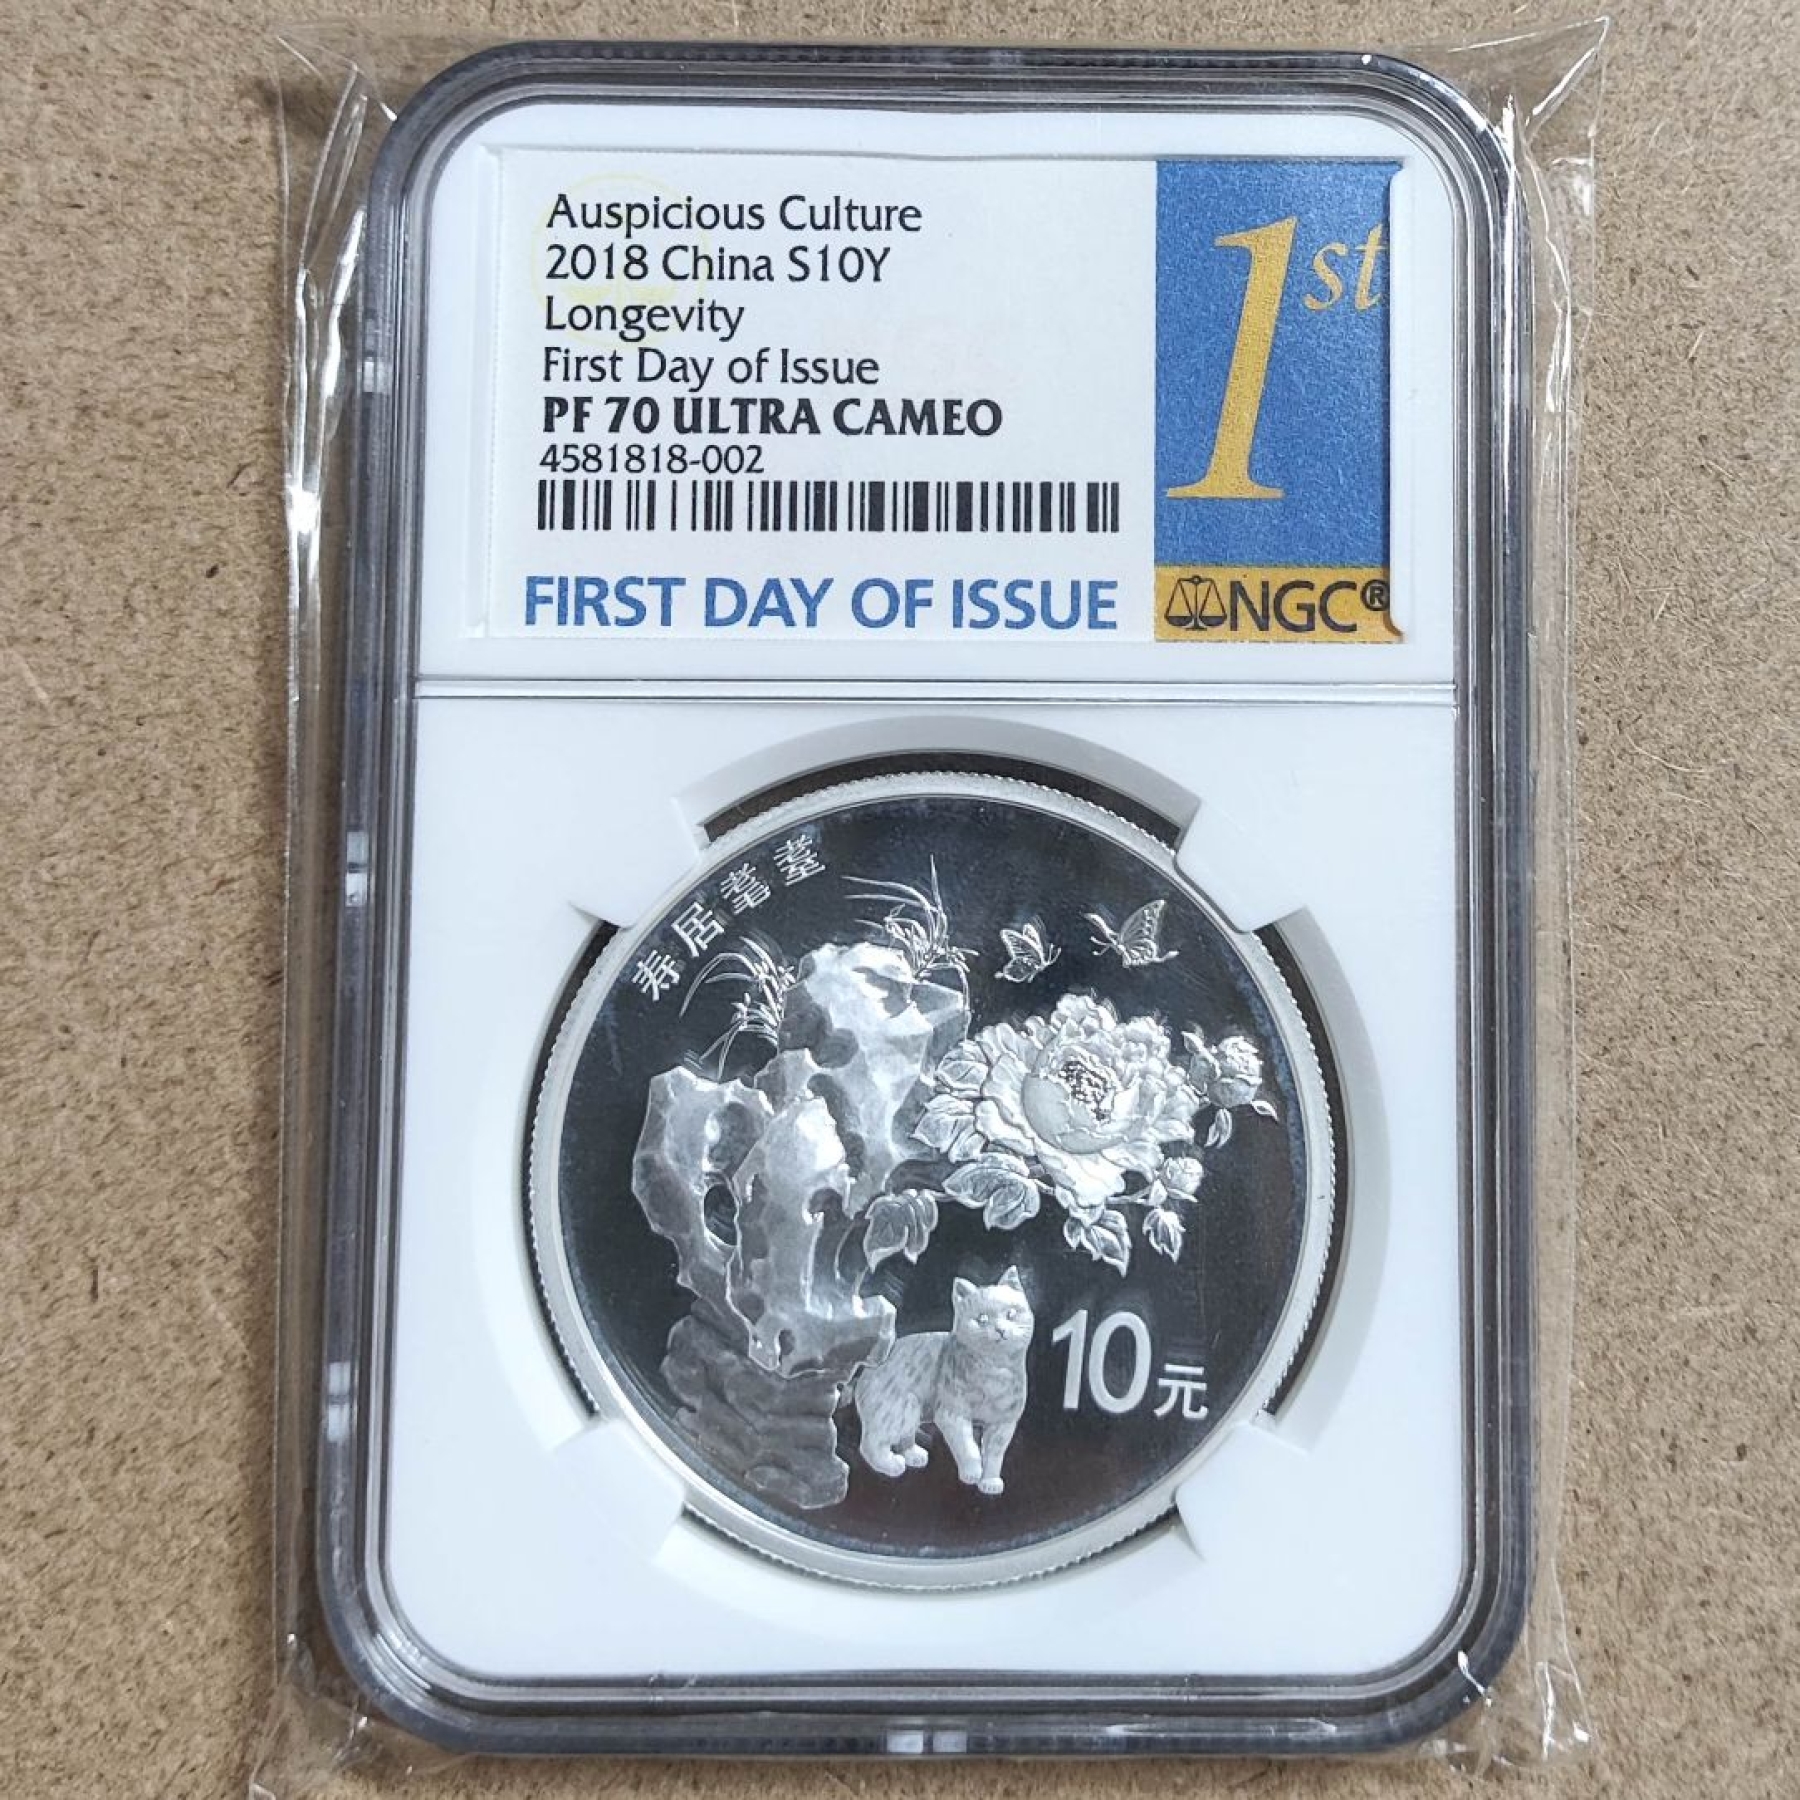 Auspicious Culture
2018 China S10Y
Longevity
First Day of Issue
PF 70 ULTRA CAMEO
4581818-002
FIRST DAY OF ISSUE
1st
NGC®
寿居耄耋
10元